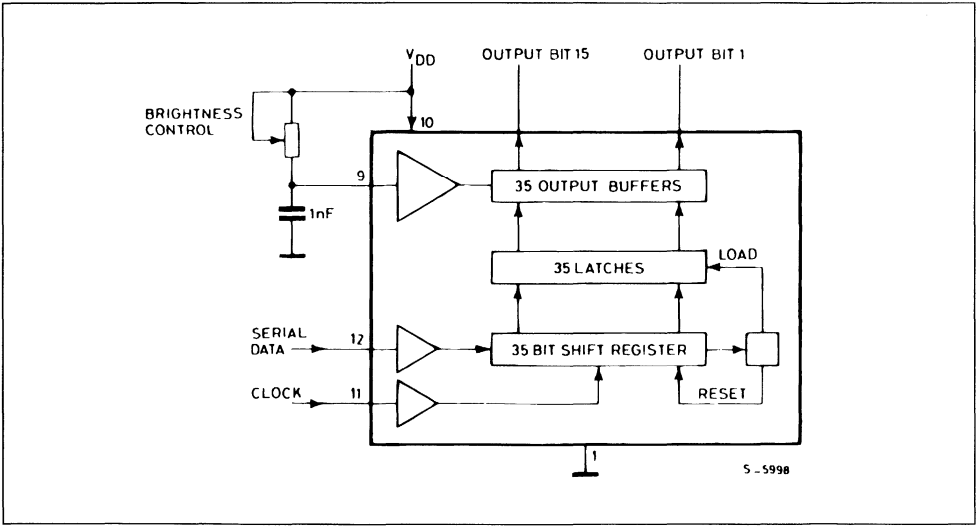 V_DD
OUTPUT BIT 15
OUTPUT BIT 1
BRIGHTNESS
CONTROL
10
9
35 OUTPUT BUFFERS
1nF
35 LATCHES
LOAD
SERIAL
DATA
12
35 BIT SHIFT REGISTER
CLOCK
11
RESET
1
S-5998